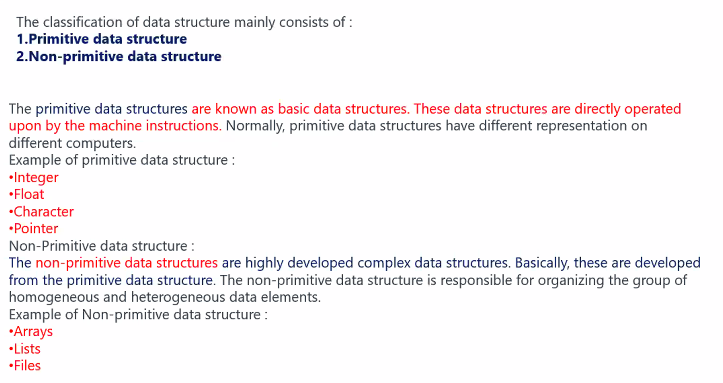 The classification of data structure mainly consists of :
1.Primitive data structure
2.Non-primitive data structure
The primitive data structures are known as basic data structures. These data structures are directly operated
upon by the machine instructions. Normally, primitive data structures have different representation on
different computers.
Example of primitive data structure :
•Integer
•Float
•Character
•Pointer
Non-Primitive data structure :
The non-primitive data structures are highly developed complex data structures. Basically, these are developed
from the primitive data structure. The non-primitive data structure is responsible for organizing the group of
homogeneous and heterogeneous data elements.
Example of Non-primitive data structure :
•Arrays
•Lists
•Files